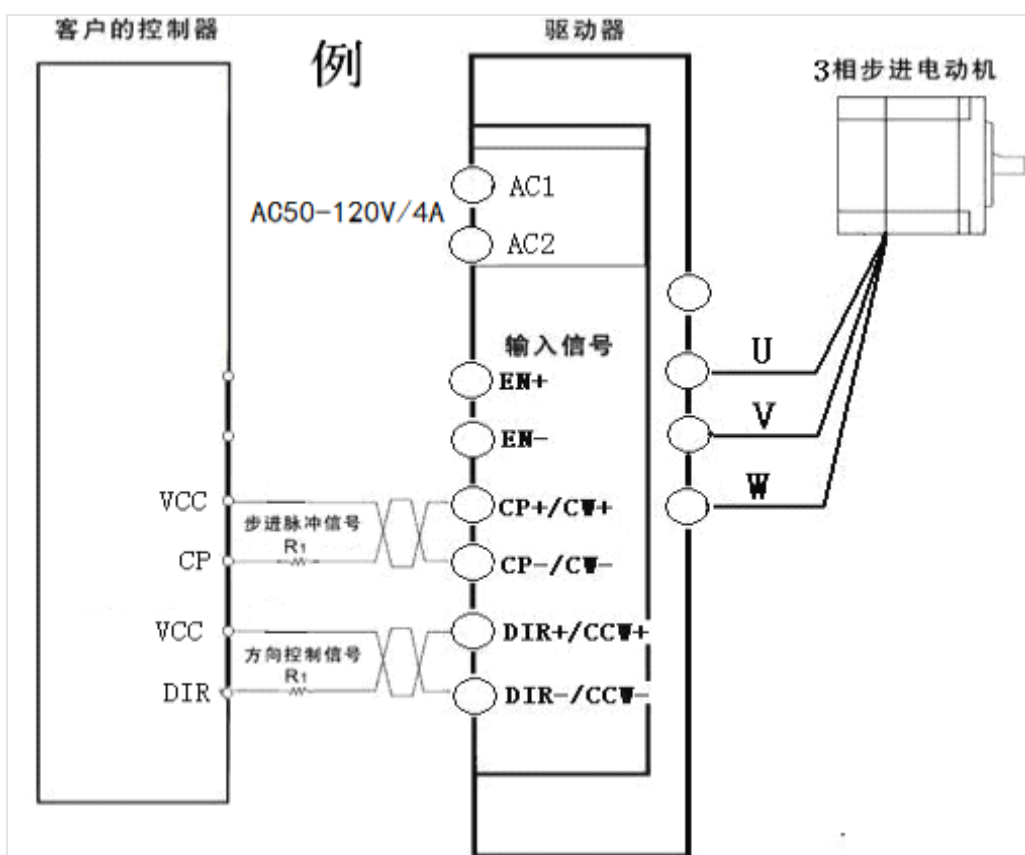 客户的控制器
例
驱动器
3相步进电动机
AC50-120V/4A
AC1
AC2
输入信号
EN+
EN-
U
V
W
VCC
步进脉冲信号
R1
CP
CP+/CW+
CP-/CW-
VCC
方向控制信号
R1
DIR
DIR+/CCW+
DIR-/CCW-